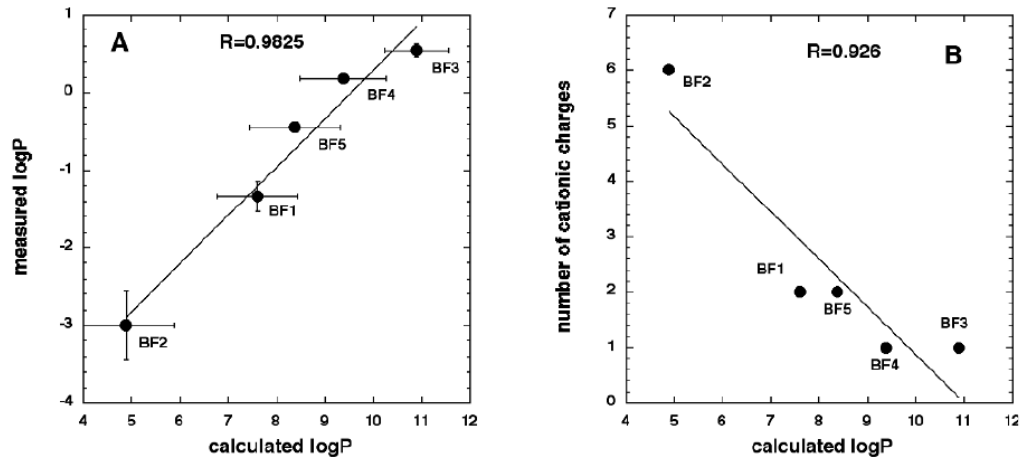 A
R=0.9825
1
0
-1
-2
-3
-4
BF3
BF4
BF5
BF1
BF2
measured logP
4 5 6 7 8 9 10 11 12
calculated logP
R=0.926
B
7
6
5
4
3
2
1
0
BF2
BF1
BF5
BF3
BF4
number of cationic charges
4 5 6 7 8 9 10 11 12
calculated logP